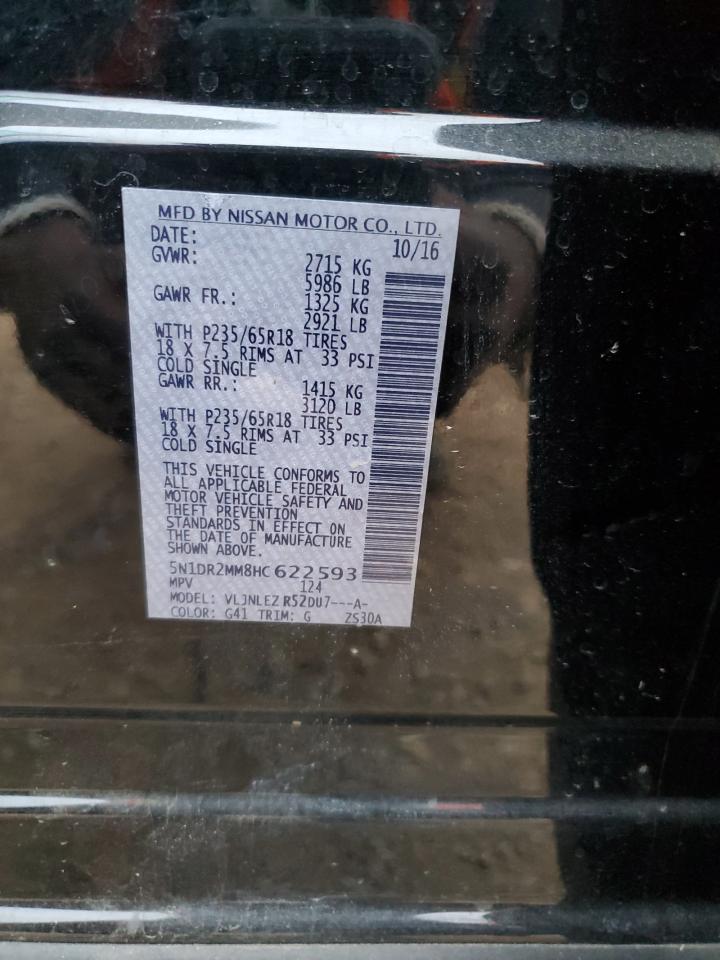 MFD BY NISSAN MOTOR CO., LTD.
DATE: 10/16
GVWR: 2715 KG
5986 LB
GAWR FR.: 1325 KG
2921 LB
WITH P235/65R18 TIRES
18 X 7.5 RIMS AT 33 PSI
COLD SINGLE
GAWR RR.: 1415 KG
3120 LB
WITH P235/65R18 TIRES
18 X 7.5 RIMS AT 33 PSI
COLD SINGLE
THIS VEHICLE CONFORMS TO
ALL APPLICABLE FEDERAL
MOTOR VEHICLE SAFETY AND
THEFT PREVENTION
STANDARDS IN EFFECT ON
THE DATE OF MANUFACTURE
SHOWN ABOVE.
5N1DR2MM8HC622593
MPV 124
MODEL: VLJNLEZ R52DU7---A-
COLOR: G41 TRIM: G ZS30A